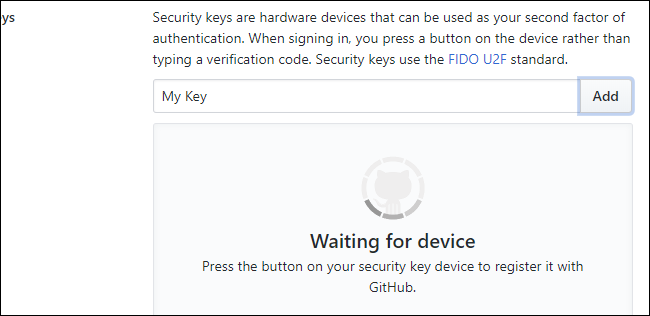 ys
Security keys are hardware devices that can be used as your second factor of
authentication. When signing in, you press a button on the device rather than
typing a verification code. Security keys use the FIDO U2F standard.
My Key
Add
Waiting for device
Press the button on your security key device to register it with
GitHub.